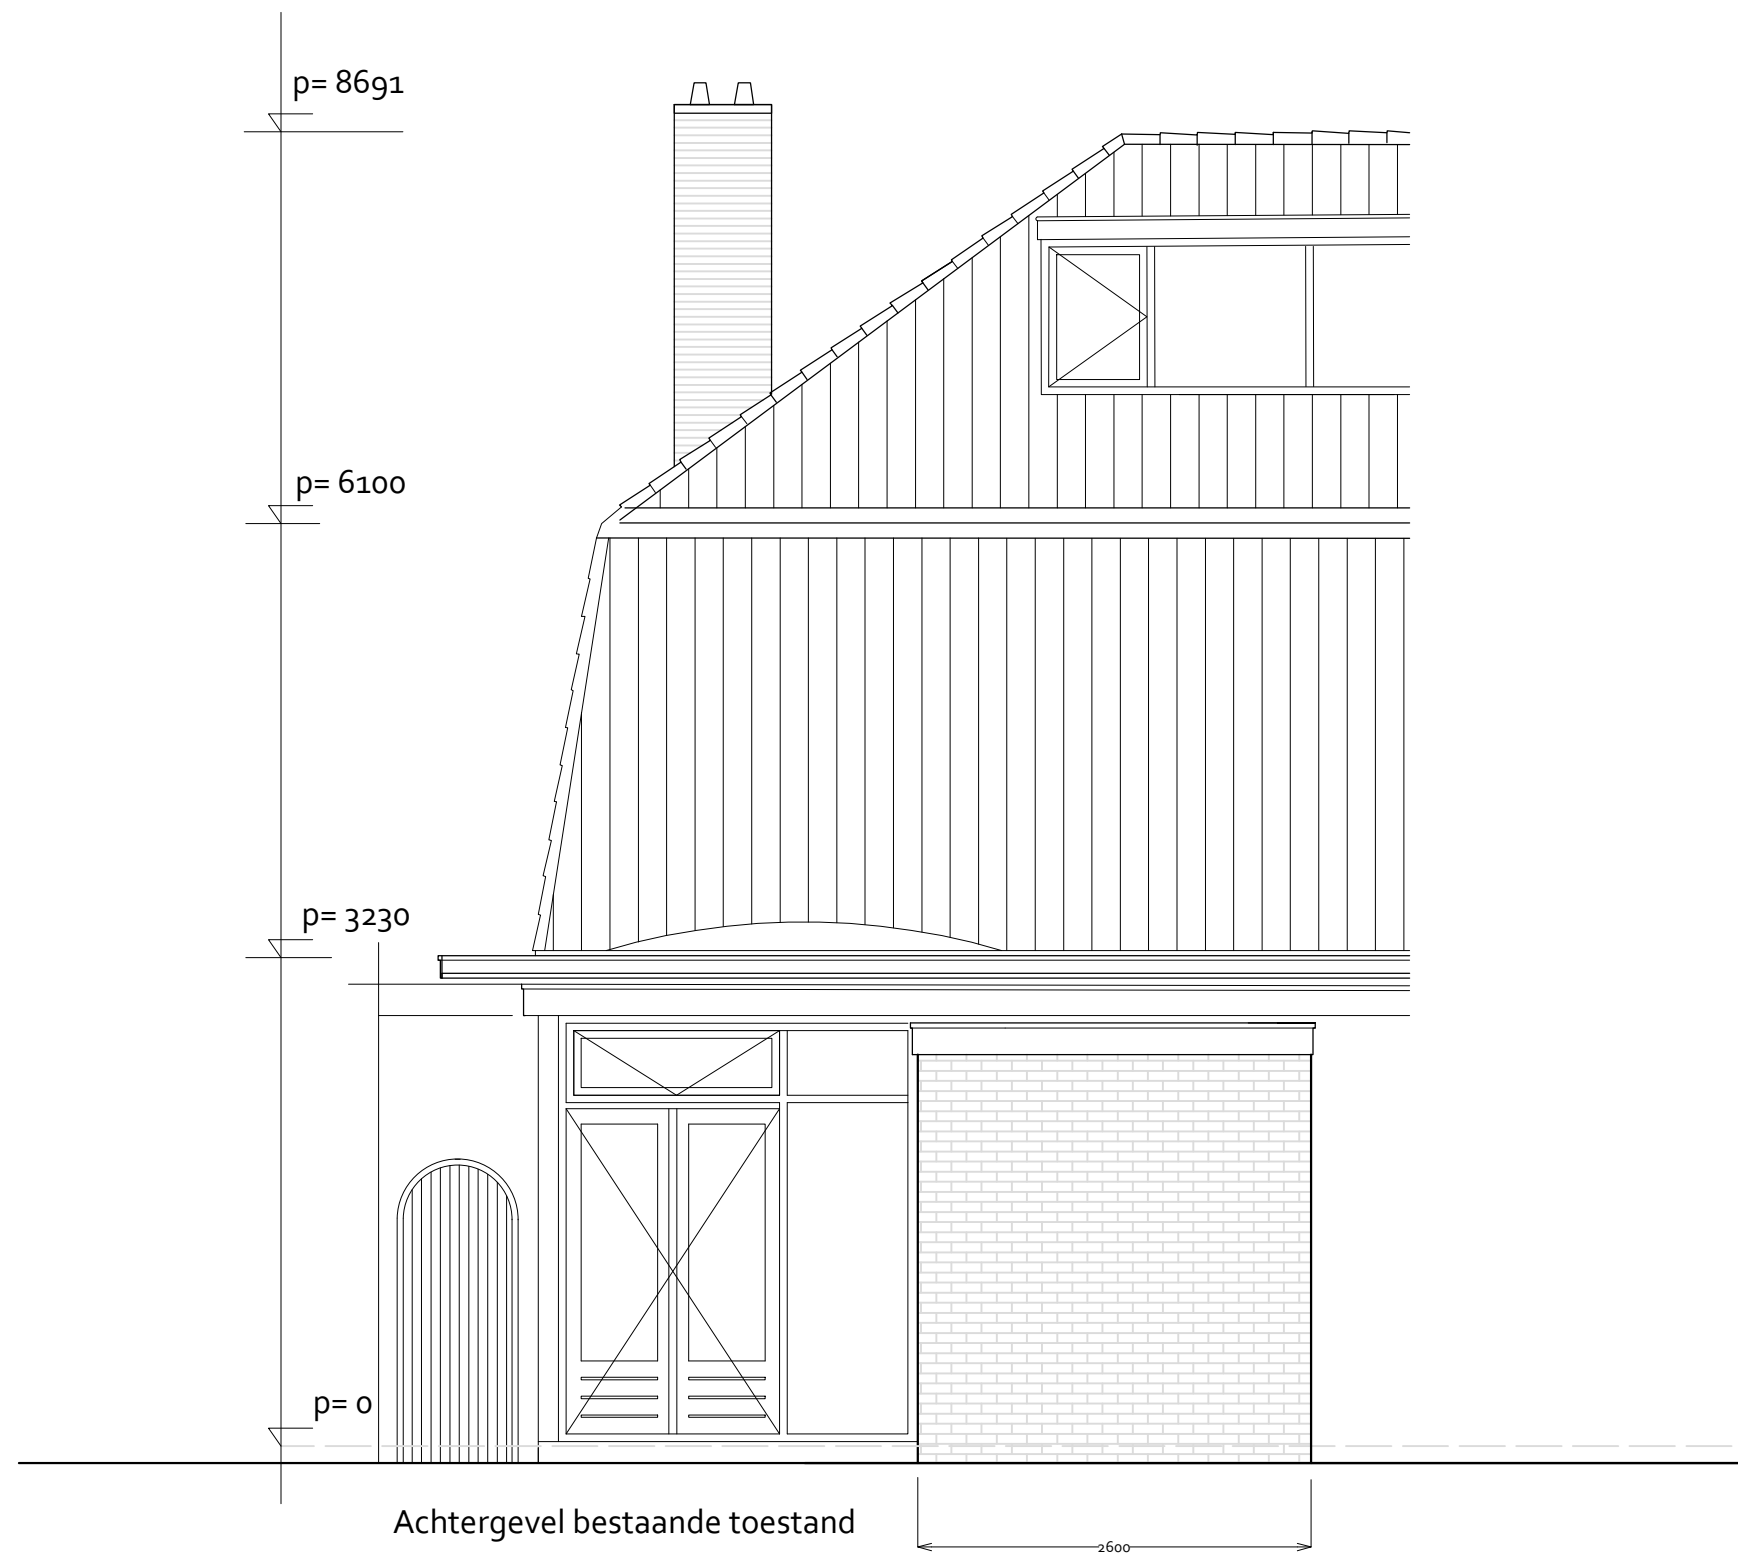 p= 8691
p= 6100
p= 3230
p= 0
Achtergevel bestaande toestand
2600